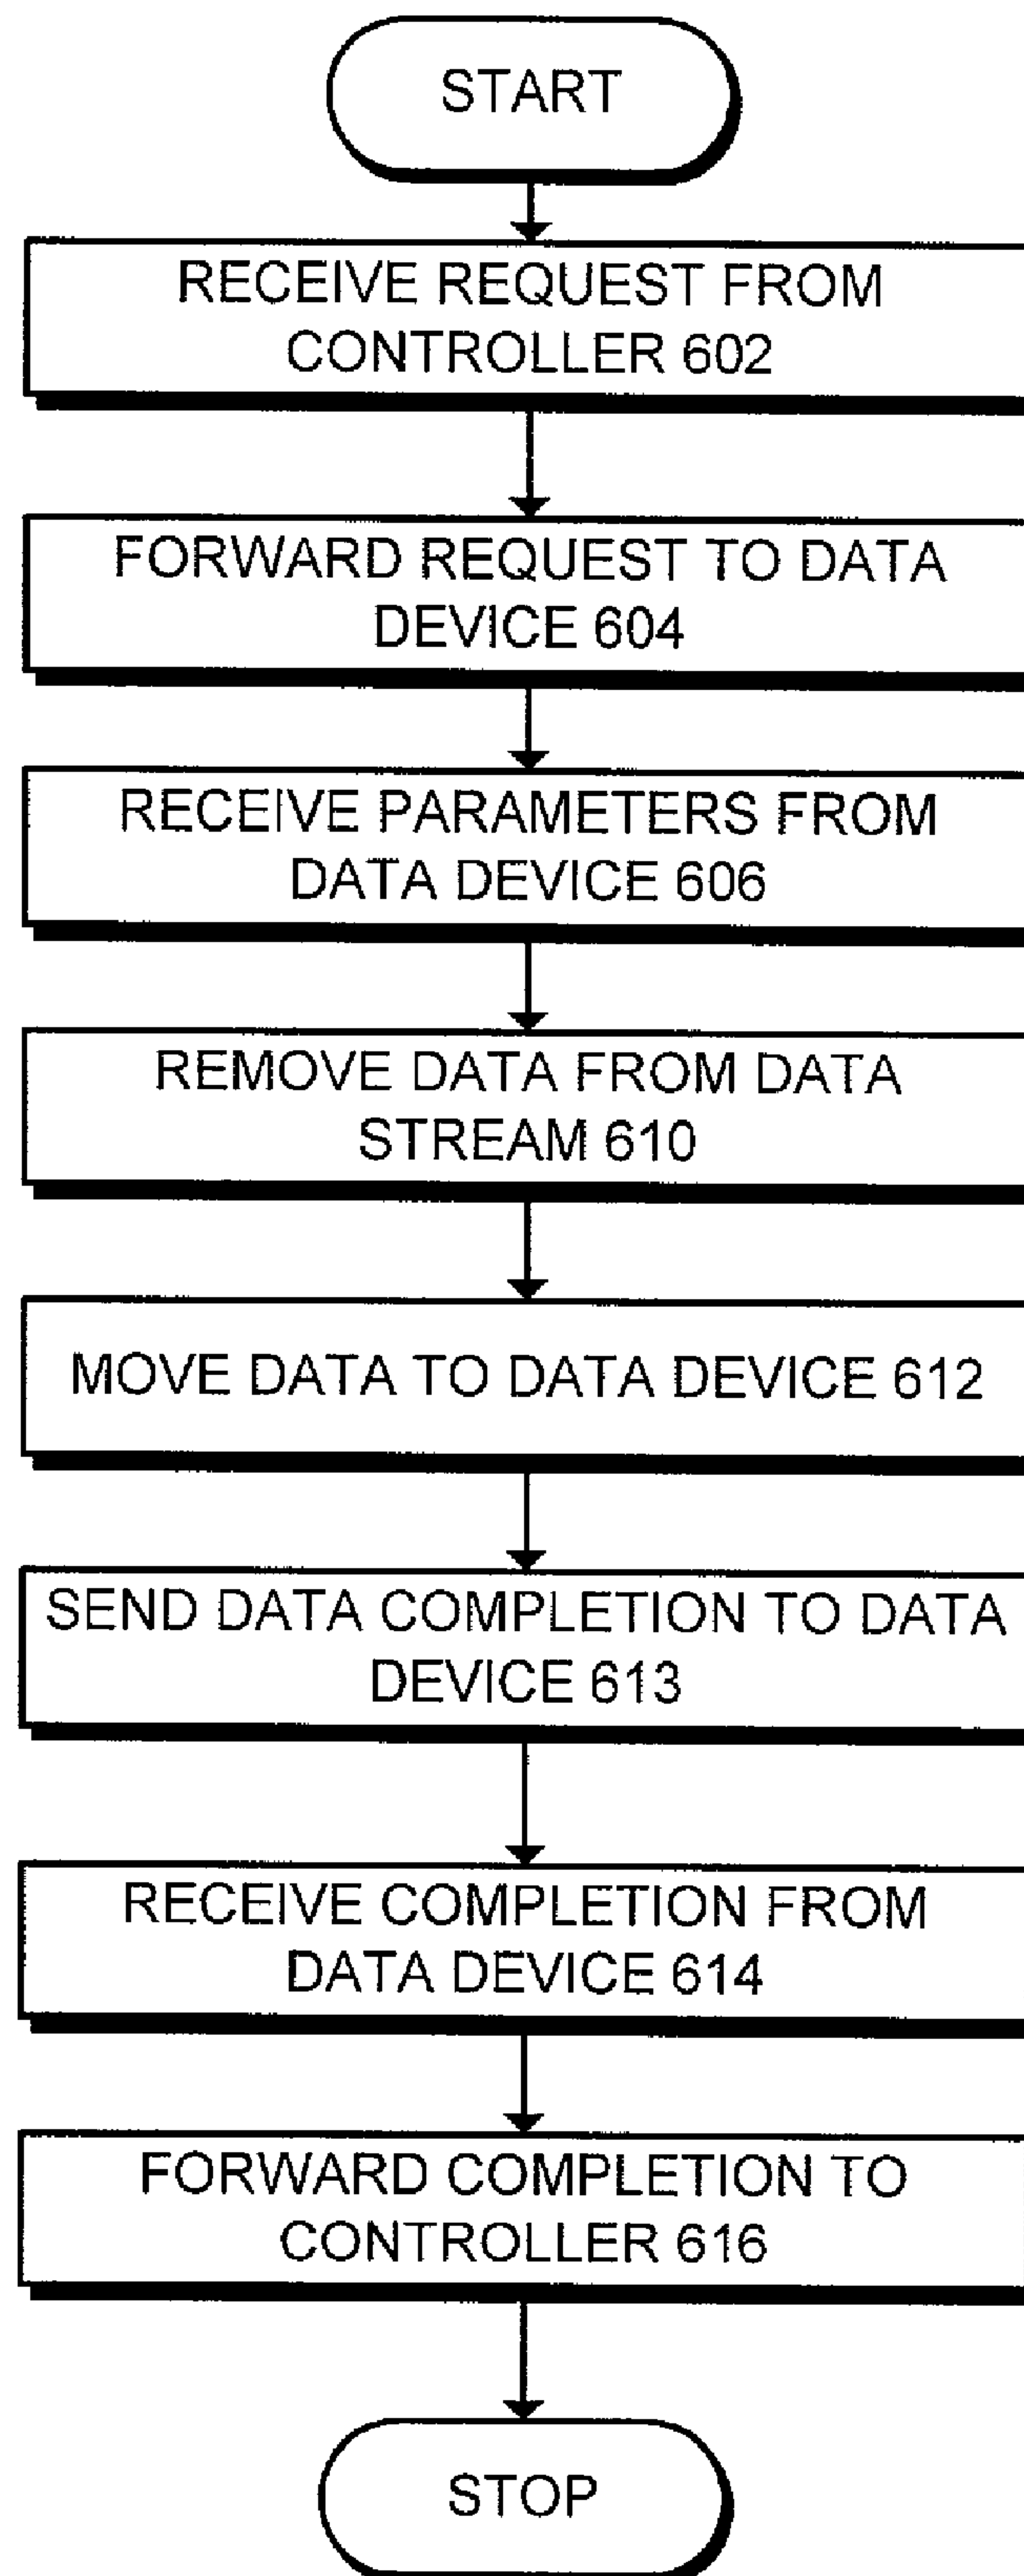 START
RECEIVE REQUEST FROM
CONTROLLER 602
FORWARD REQUEST TO DATA
DEVICE 604
RECEIVE PARAMETERS FROM
DATA DEVICE 606
REMOVE DATA FROM DATA
STREAM 610
MOVE DATA TO DATA DEVICE 612
SEND DATA COMPLETION TO DATA
DEVICE 613
RECEIVE COMPLETION FROM
DATA DEVICE 614
FORWARD COMPLETION TO
CONTROLLER 616
STOP